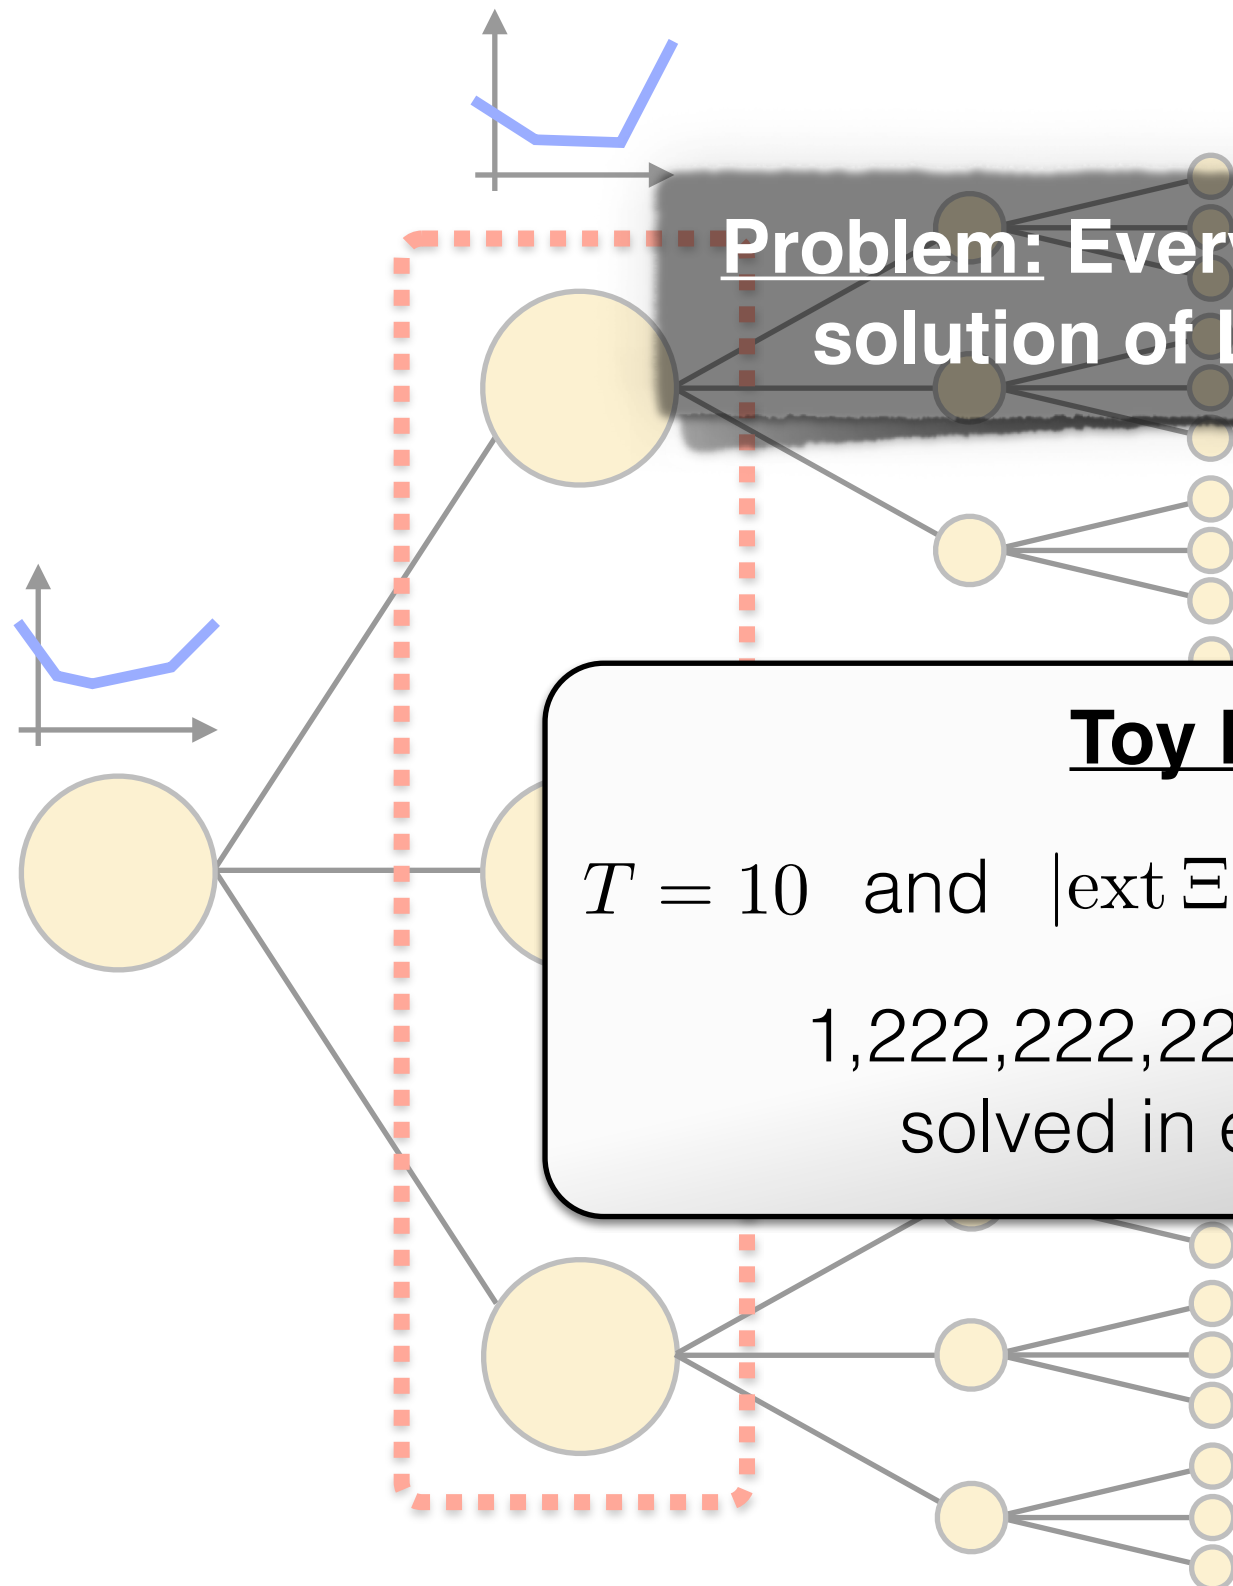 Problem: Every
solution of
Toy
T = 10 and |ext Ξ
1,222,222,22
solved in e